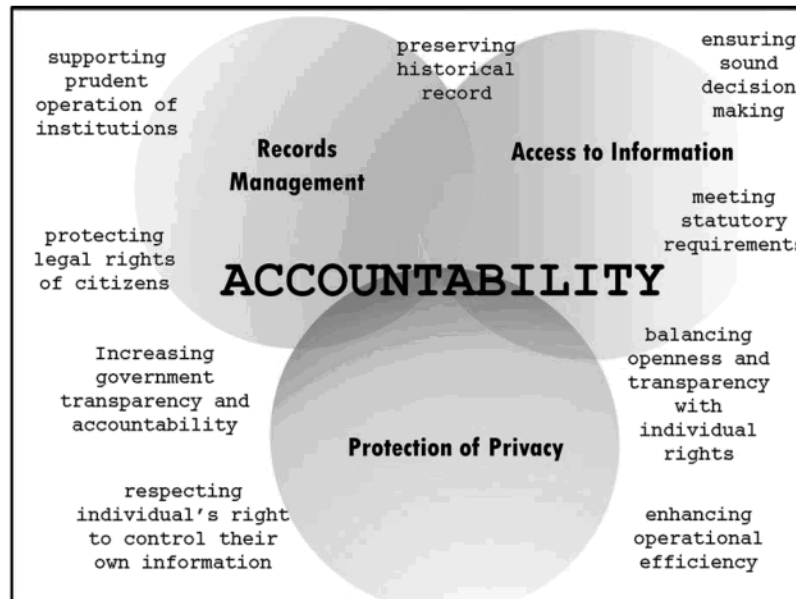 supporting
prudent
operation of
institutions
preserving
historical
record
ensuring
sound
decision
making
Records
Management
Access to Information
protecting
legal rights
of citizens
meeting
statutory
requirements
ACCOUNTABILITY
Increasing
government
transparency and
accountability
balancing
openness and
transparency
with
individual
rights
Protection of Privacy
respecting
individual's right
to control their
own information
enhancing
operational
efficiency